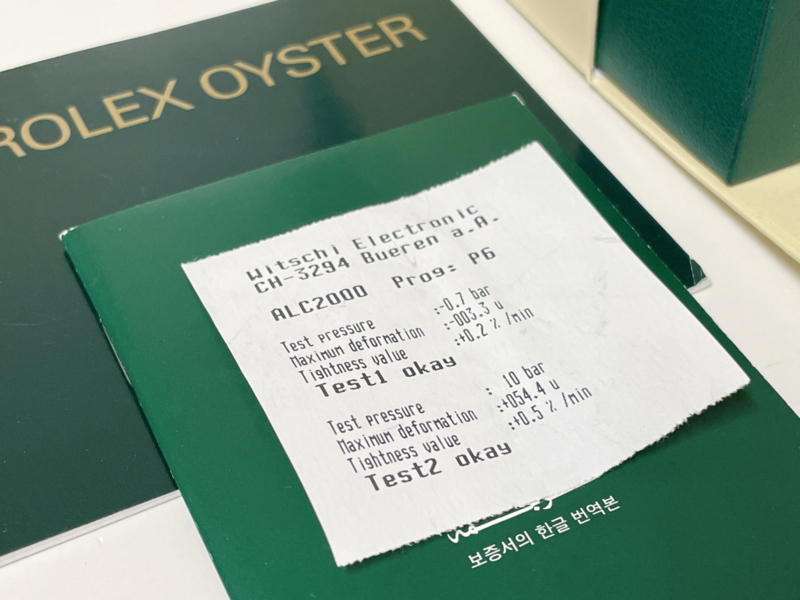 ROLEX OYSTER
Witschi Electronic
CH-3294 Bueren a.A.
ALC2000 Prog: P6
Test pressure :-0.7 bar
Maximum deformation :-003.3 u
Tightness value :+0.2 % /min
Test1 okay
Test pressure : 10 bar
Maximum deformation :+054.4 u
Tightness value :+0.5 % /min
Test2 okay
보증서의 한글 번역본